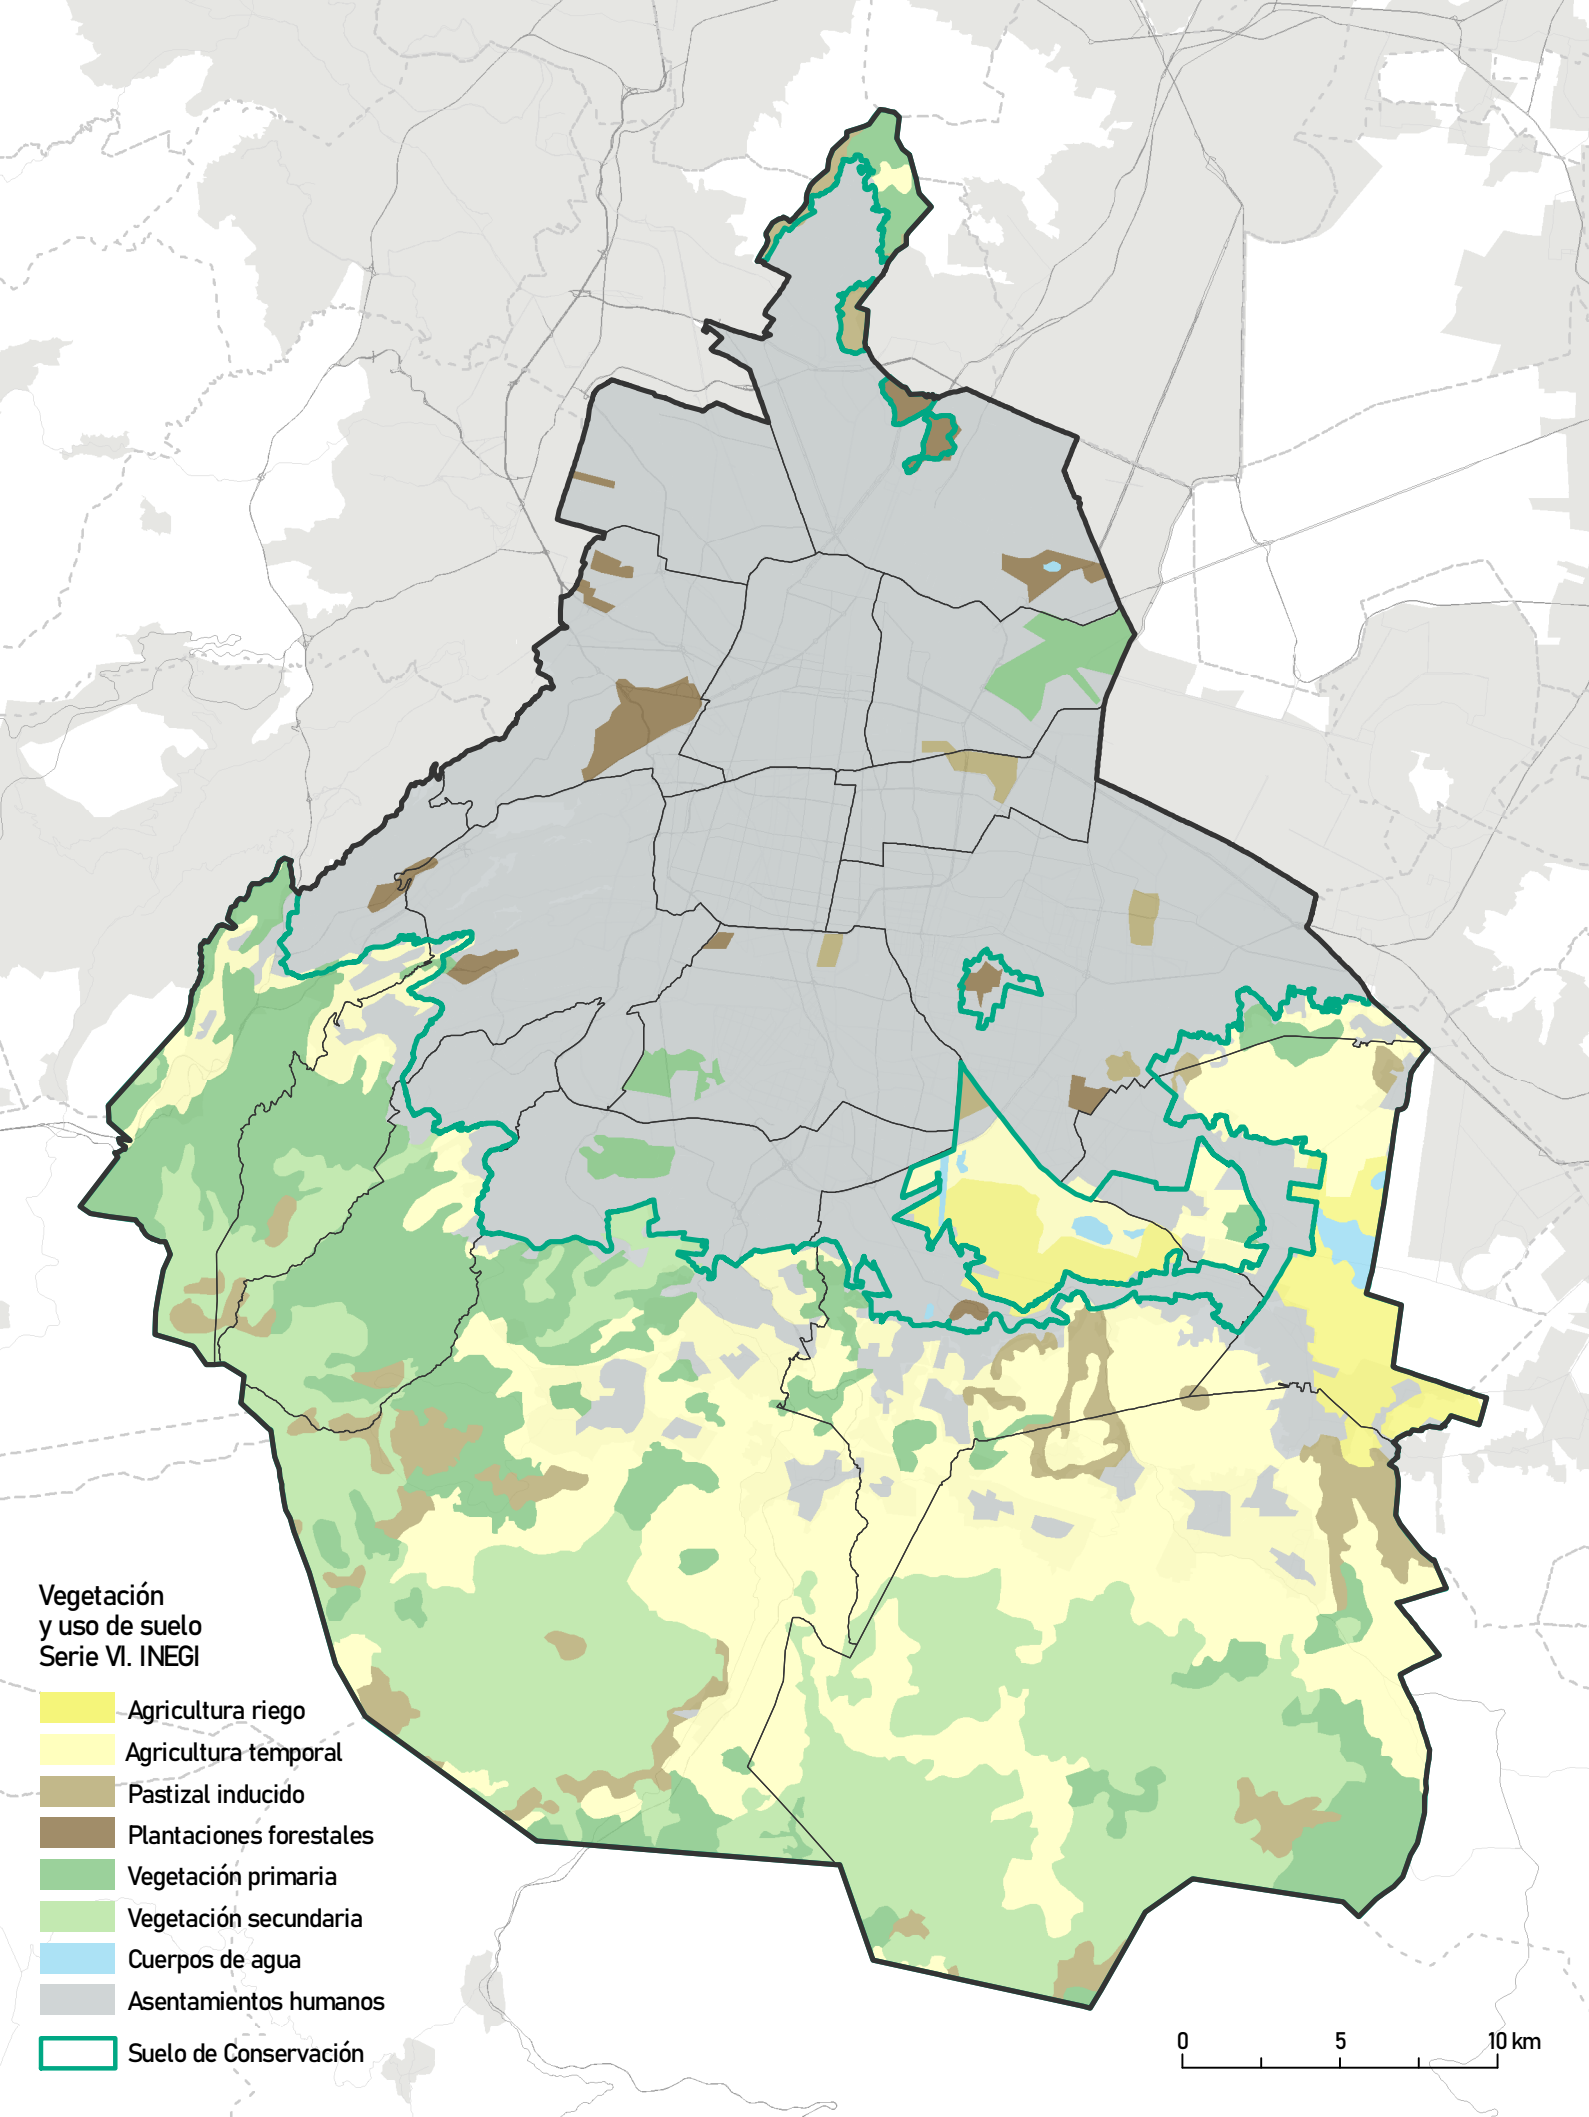 Vegetación
y uso de suelo
Serie VI. INEGI
Agricultura riego
Agricultura temporal
Pastizal inducido
Plantaciones forestales
Vegetación primaria
Vegetación secundaria
Cuerpos de agua
Asentamientos humanos
Suelo de Conservación
0 5 10 km